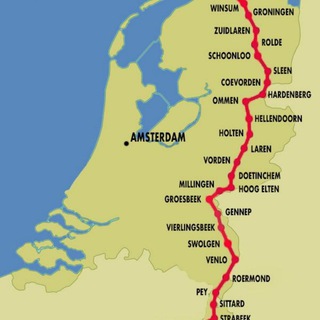 WINSUM
GRONINGEN
ZUIDLAREN
ROLDE
SCHOONLOO
SLEEN
COEVORDEN
HARDENBERG
OMMEN
HELLENDOORN
HOLTEN
AMSTERDAM
LAREN
VORDEN
DOETINCHEM
MILLINGEN
HOOG ELTEN
GROESBEEK
GENNEP
VIERLINGSBEEK
SWOLGEN
VENLO
ROERMOND
PEY
SITTARD
STRABEEK